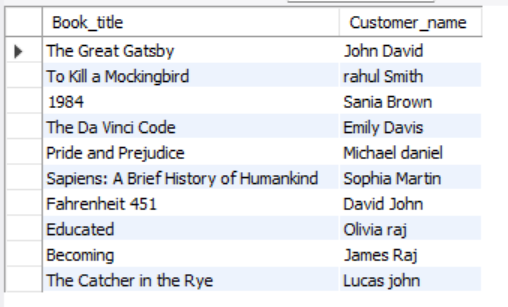 Book_title Customer_name
The Great Gatsby John David
To Kill a Mockingbird rahul Smith
1984 Sania Brown
The Da Vinci Code Emily Davis
Pride and Prejudice Michael daniel
Sapiens: A Brief History of Humankind Sophia Martin
Fahrenheit 451 David John
Educated Olivia raj
Becoming James Raj
The Catcher in the Rye Lucas john